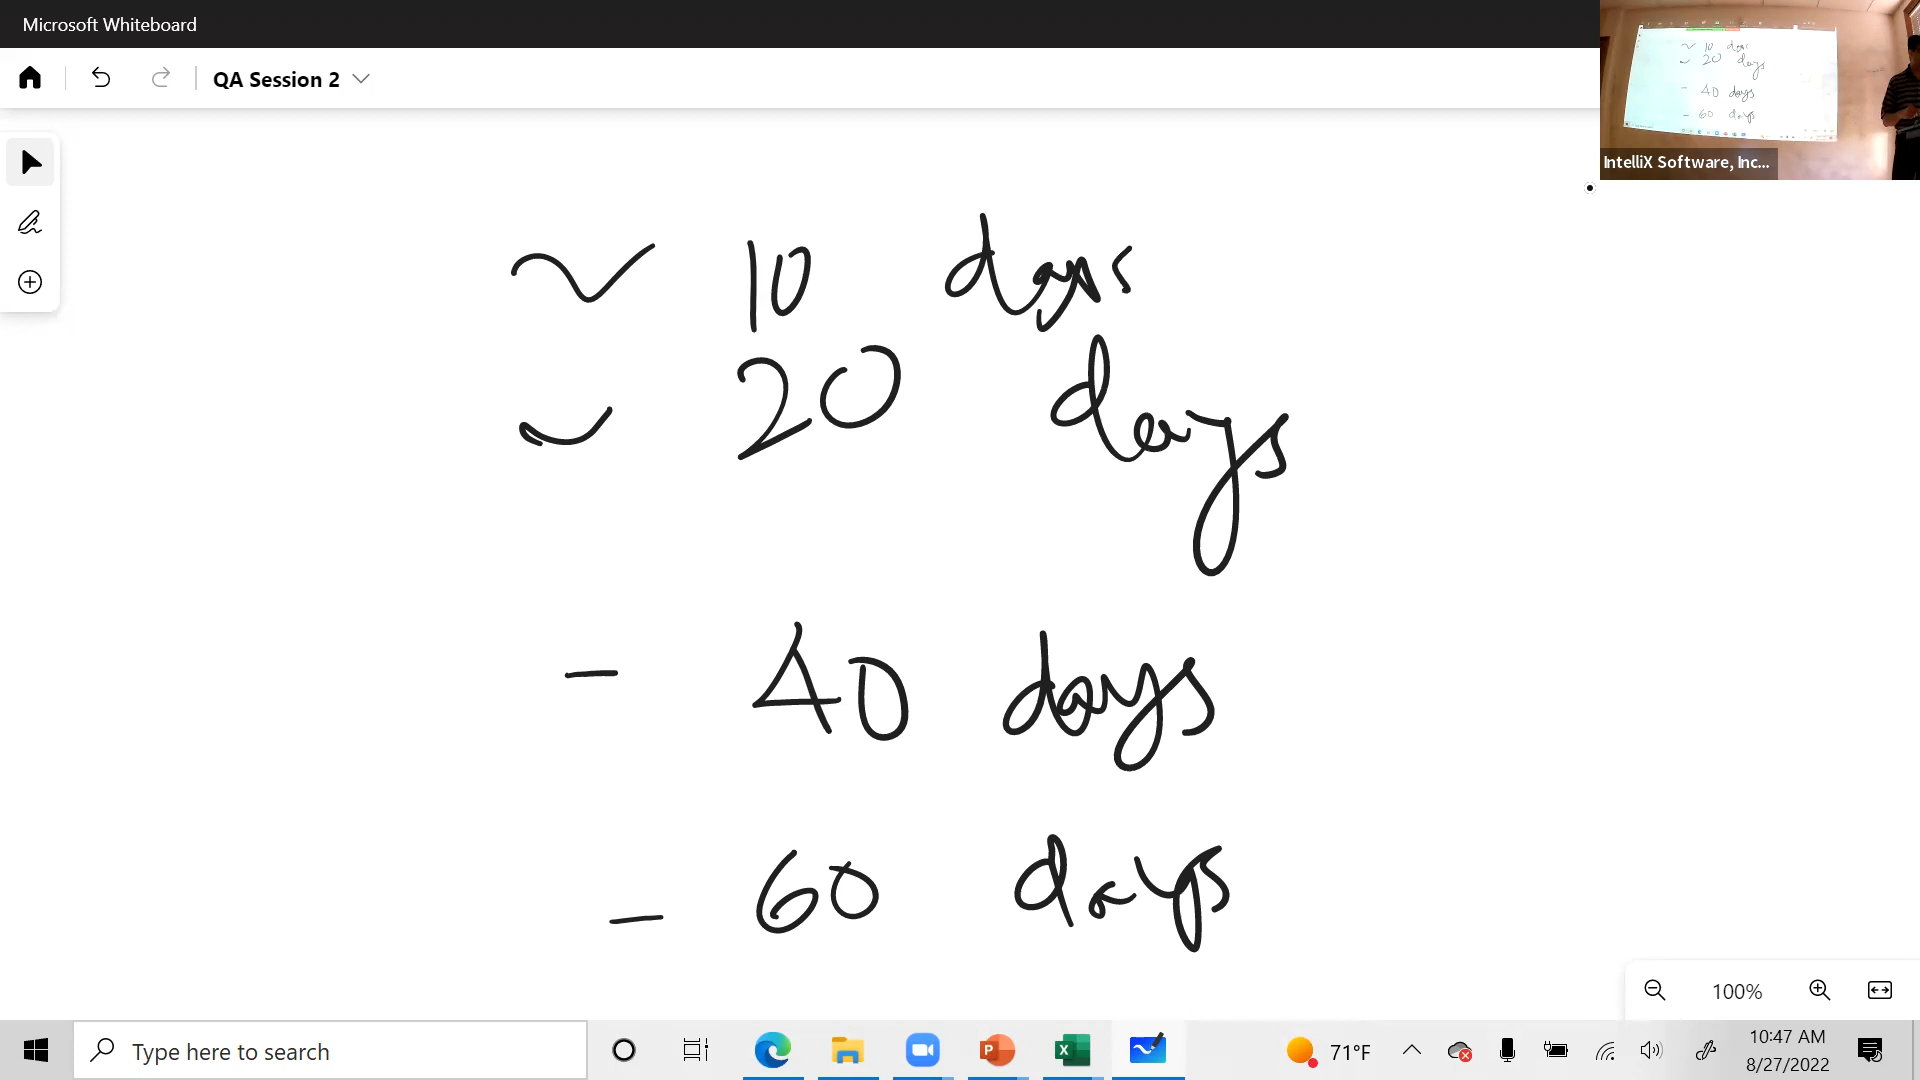 Microsoft Whiteboard
QA Session 2
IntelliX Software, Inc...
~ 10 days
~ 20 days
- 40 days
- 60 days
100%
Type here to search
71°F
10:47 AM
8/27/2022